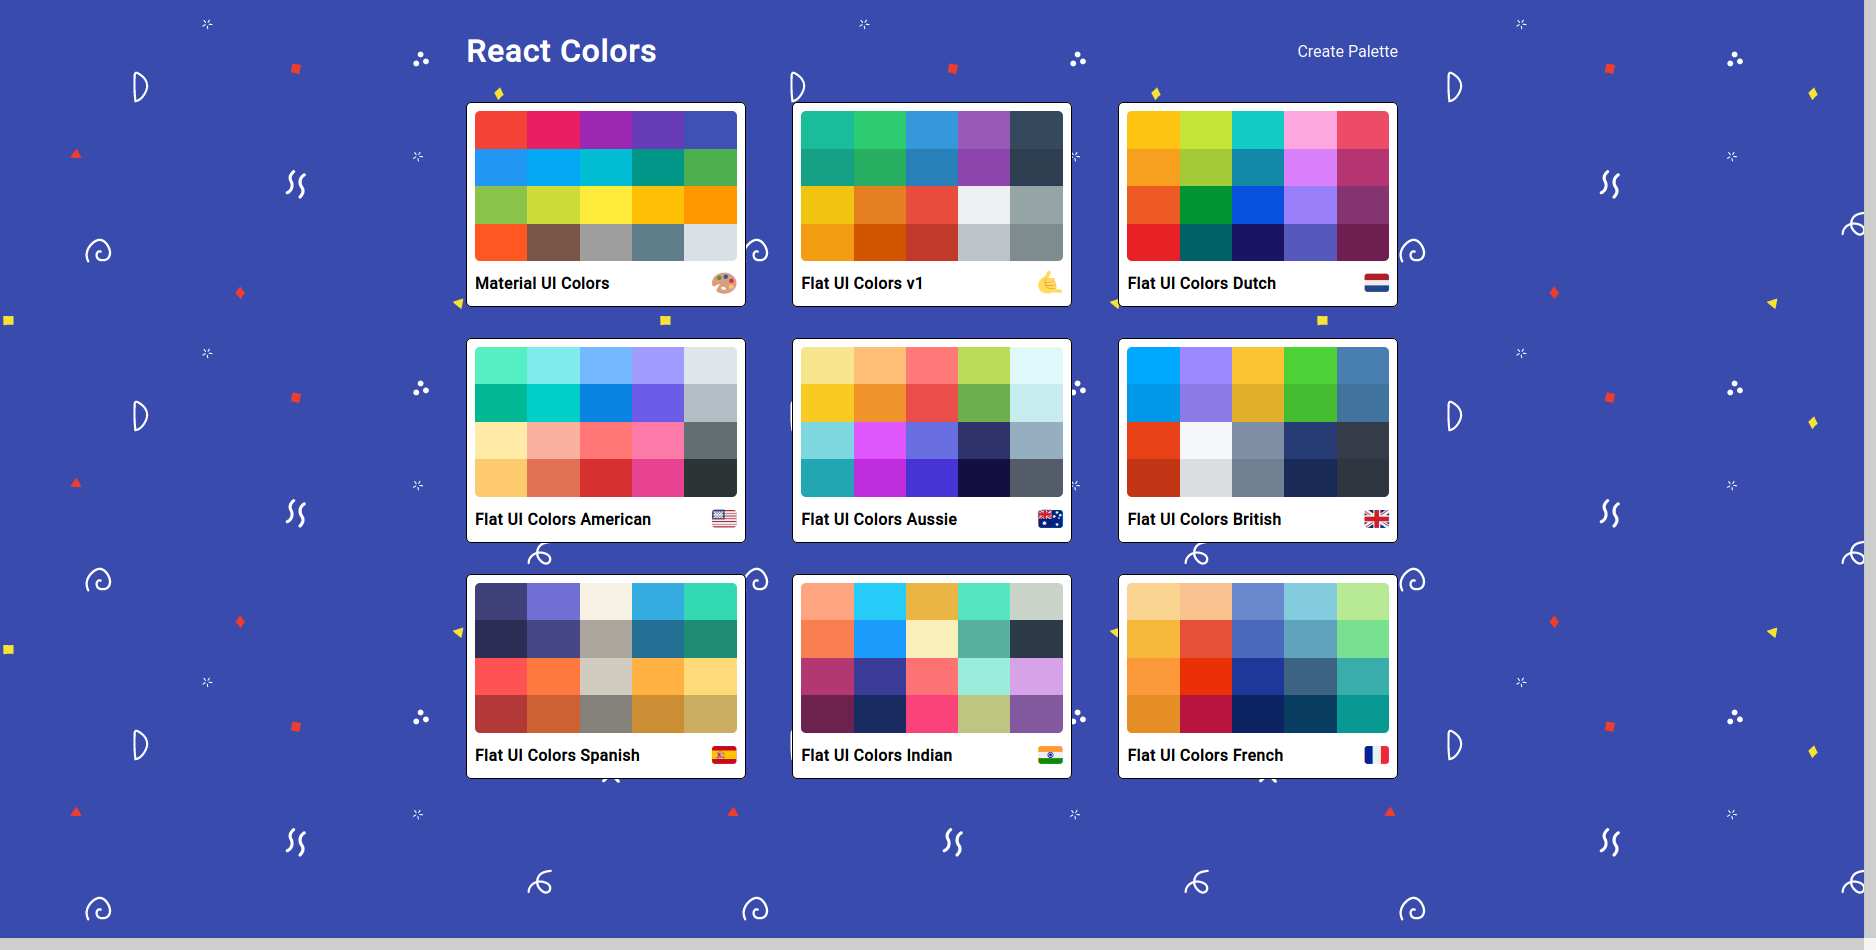 React Colors
Create Palette
Material UI Colors
Flat UI Colors v1
Flat UI Colors Dutch
Flat UI Colors American
Flat UI Colors Aussie
Flat UI Colors British
Flat UI Colors Spanish
Flat UI Colors Indian
Flat UI Colors French